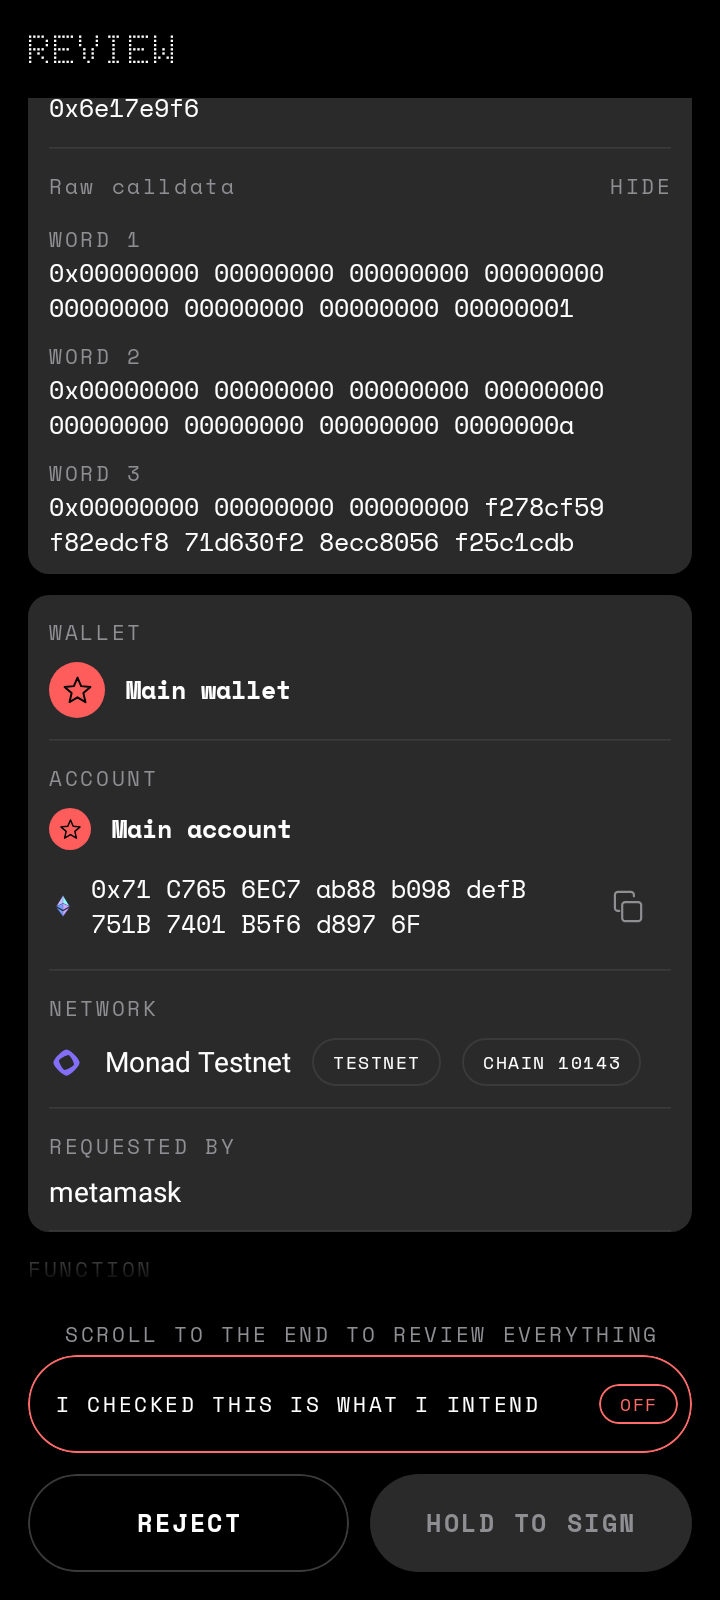 REVIEW
0x6e17e9f6
Raw calldata HIDE
WORD 1
0x00000000 00000000 00000000 00000000
00000000 00000000 00000000 00000001
WORD 2
0x00000000 00000000 00000000 00000000
00000000 00000000 00000000 0000000a
WORD 3
0x00000000 00000000 00000000 f278cf59
f82edcf8 71d630f2 8ecc8056 f25c1cdb
WALLET
Main wallet
ACCOUNT
Main account
0x71 C765 6EC7 ab88 b098 defB
751B 7401 B5f6 d897 6F
NETWORK
Monad Testnet TESTNET CHAIN 10143
REQUESTED BY
metamask
FUNCTION
SCROLL TO THE END TO REVIEW EVERYTHING
I CHECKED THIS IS WHAT I INTEND OFF
REJECT HOLD TO SIGN